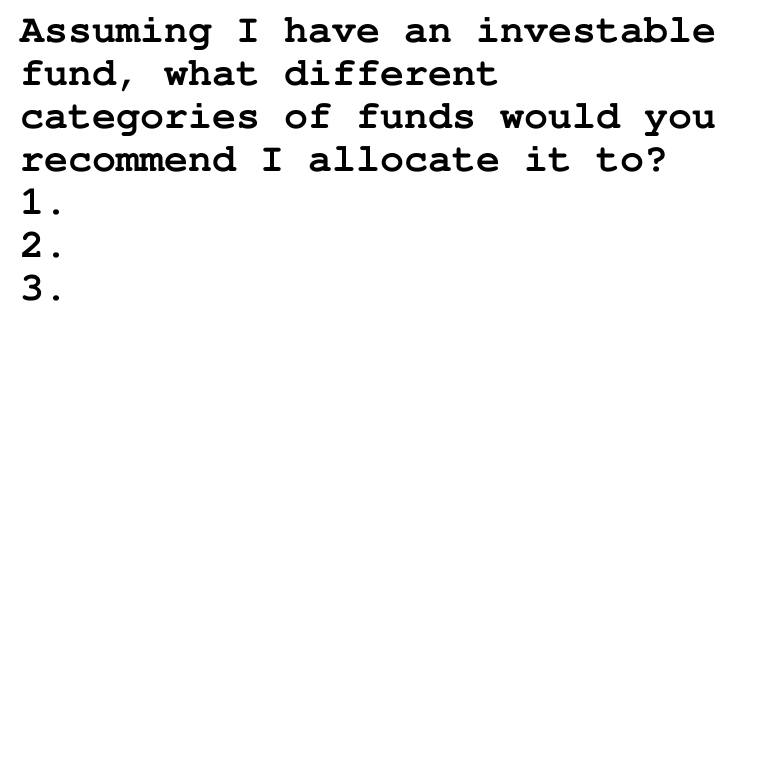 Assuming I have an investable
fund, what different
categories of funds would you
recommend I allocate it to?
1.
2.
3.